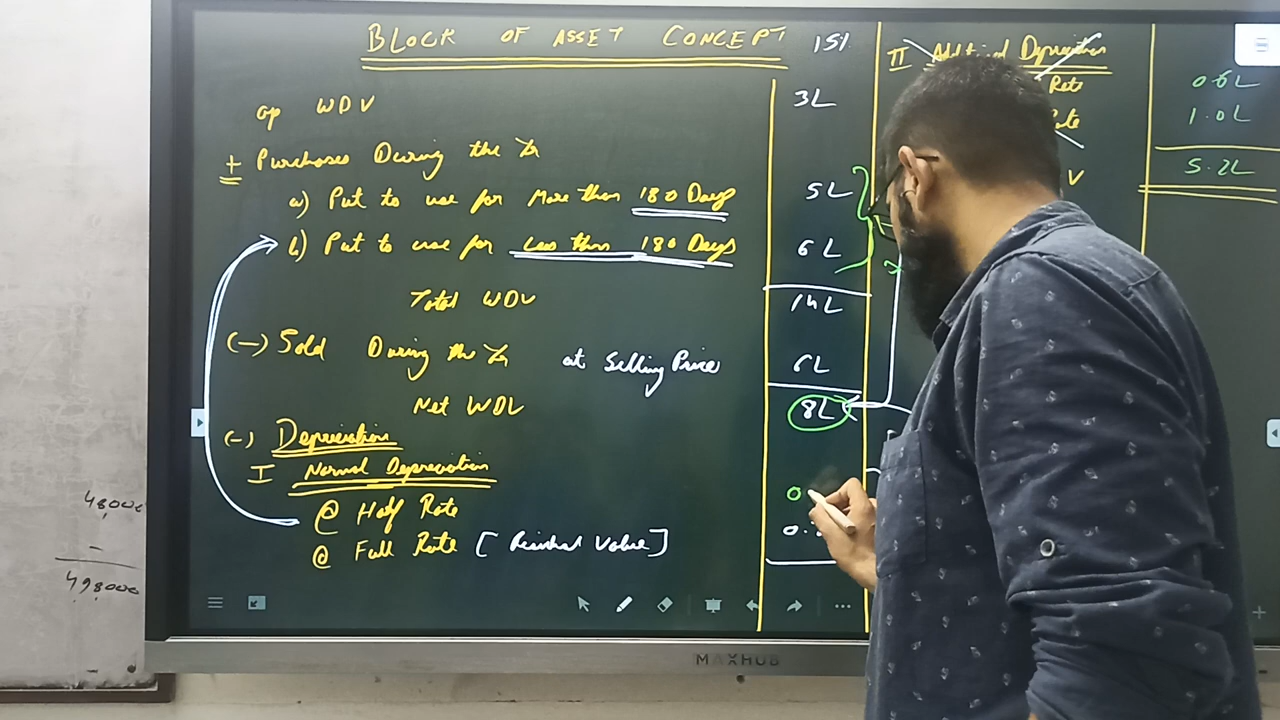 BLOCK OF ASSET CONCEPT 15%
op WDV 3L
+ Purchases During the Yr
a) Put to use for More than 180 Days 5L
b) Put to use for Less than 180 Days 6L
Total WDV 14L
(-) Sold During the Yr at Selling Price 6L
Net WDV 8L
(-) Depreciation
I Normal Depreciation
@ Half Rate 0
@ Full Rate [Residual Value] 0.
II Additional Depreciation
Rate
V
0.6L
1.0L
5.2L
48000
-
498000
MAXHUB